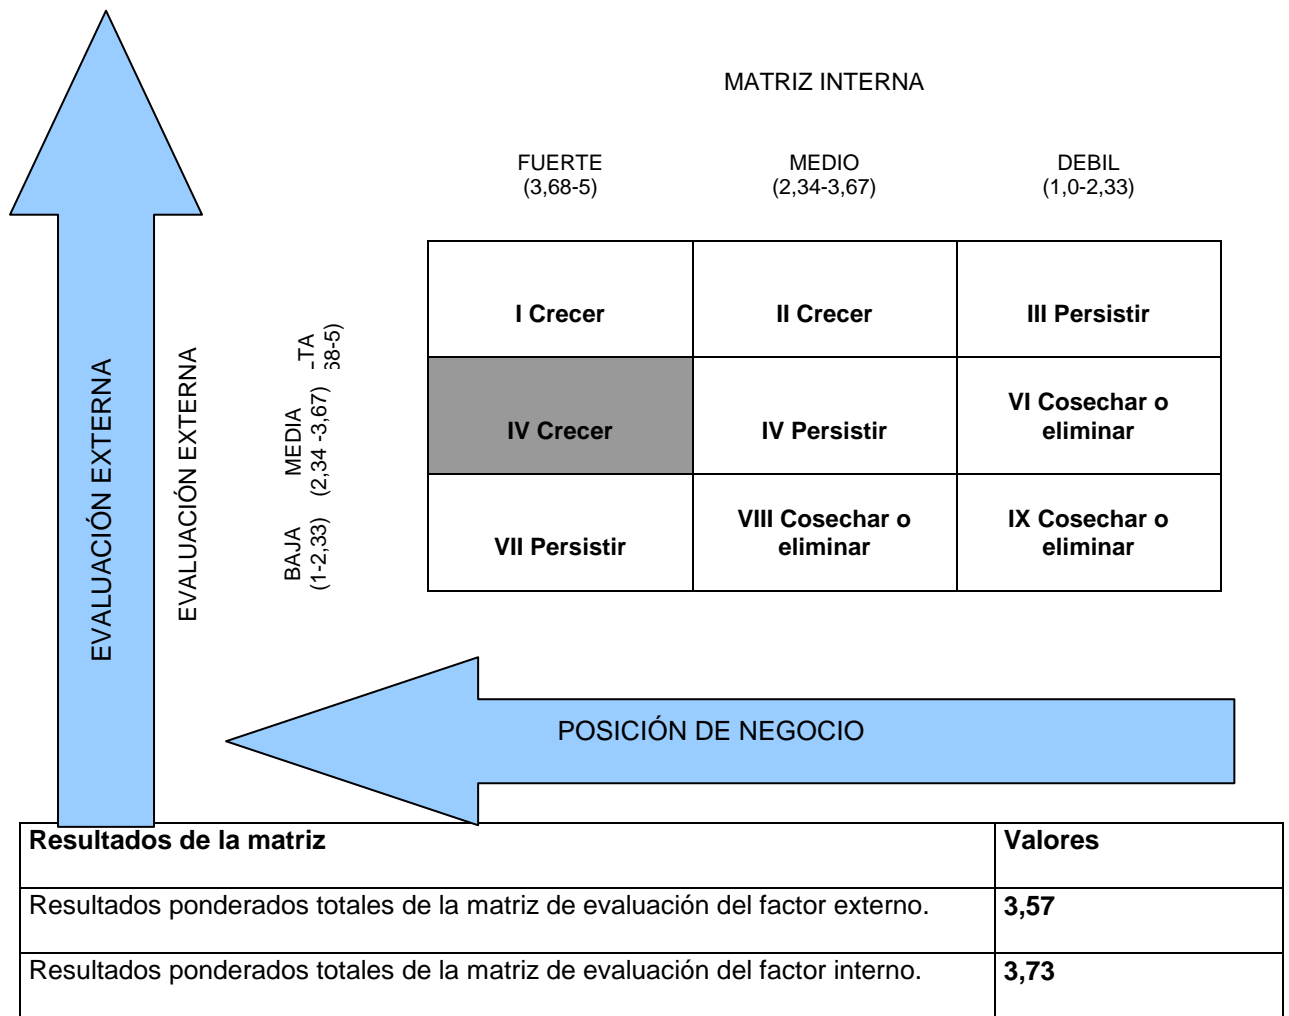 MATRIZ INTERNA
FUERTE
(3,68-5)
MEDIO
(2,34-3,67)
DEBIL
(1,0-2,33)
EVALUACIÓN EXTERNA
EVALUACIÓN EXTERNA
MEDIA
(2,34 -3,67)
BAJA
(1-2,33)
I Crecer
II Crecer
III Persistir
IV Crecer
IV Persistir
VI Cosechar o
eliminar
VII Persistir
VIII Cosechar o
eliminar
IX Cosechar o
eliminar
POSICIÓN DE NEGOCIO
Resultados de la matriz
Valores
Resultados ponderados totales de la matriz de evaluación del factor externo.
3,57
Resultados ponderados totales de la matriz de evaluación del factor interno.
3,73